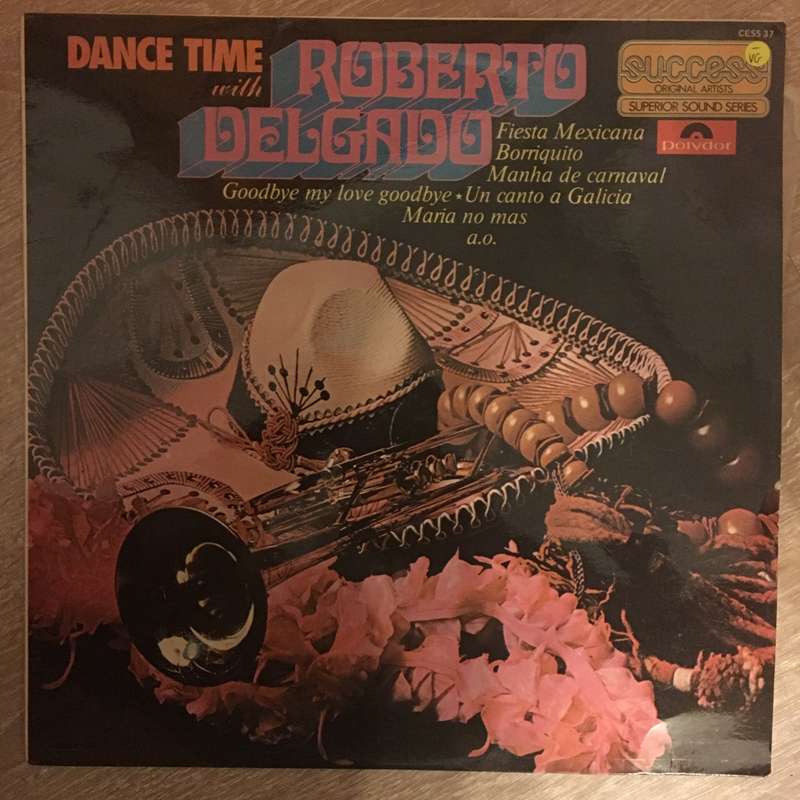 DANCE TIME
with
ROBERTO
DELGADO
CESS 37
VG
success
ORIGINAL ARTISTS
SUPERIOR SOUND SERIES
polydor
Fiesta Mexicana
Borriquito
Manha de carnaval
Goodbye my love goodbye ★ Un canto a Galicia
Maria no mas
a.o.